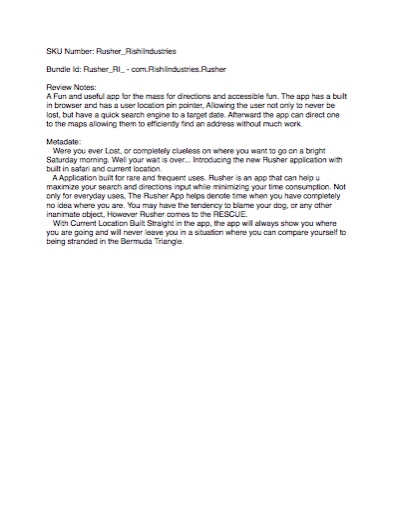 SKU Number: Rusher_RishiIndustries
Bundle Id: Rusher_RI_ - com.RishiIndustries.Rusher
Review Notes:
A Fun and useful app for the mass for directions and accessible fun. The app has a built
in browser and has a user location pin pointer, Allowing the user not only to never be
lost, but have a quick search engine to a target date. Afterward the app can direct one
to the maps allowing them to efficiently find an address without much work.
Metadate:
Were you ever Lost, or completely clueless on where you want to go on a bright
Saturday morning. Well your wait is over... Introducing the new Rusher application with
built in safari and current location.
A Application built for rare and frequent uses. Rusher is an app that can help u
maximize your search and directions input while minimizing your time consumption. Not
only for everyday uses, The Rusher App helps denote time when you have completely
no idea where you are. You may have the tendency to blame your dog, or any other
inanimate object, However Rusher comes to the RESCUE.
With Current Location Built Straight in the app, the app will always show you where
you are going and will never leave you in a situation where you can compare yourself to
being stranded in the Bermuda Triangle.